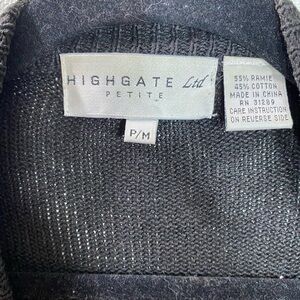 HIGHGATE Ltd
PETITE
P/M
55% RAMIE
45% COTTON
MADE IN CHINA
RN 31289
CARE INSTRUCTION
ON REVERSE SIDE